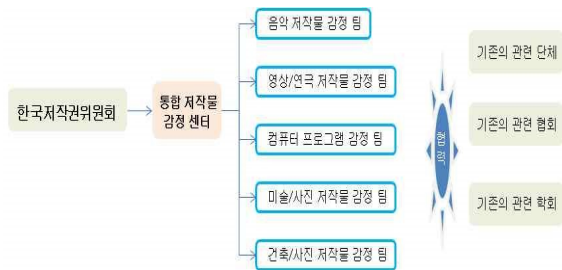 한국저작권위원회
통합 저작물
감정 센터
음악 저작물 감정 팀
영상/연극 저작물 감정 팀
컴퓨터 프로그램 감정 팀
미술/사진 저작물 감정 팀
건축/사진 저작물 감정 팀
협의
기존의 관련 단체
기존의 관련 협회
기존의 관련 학회